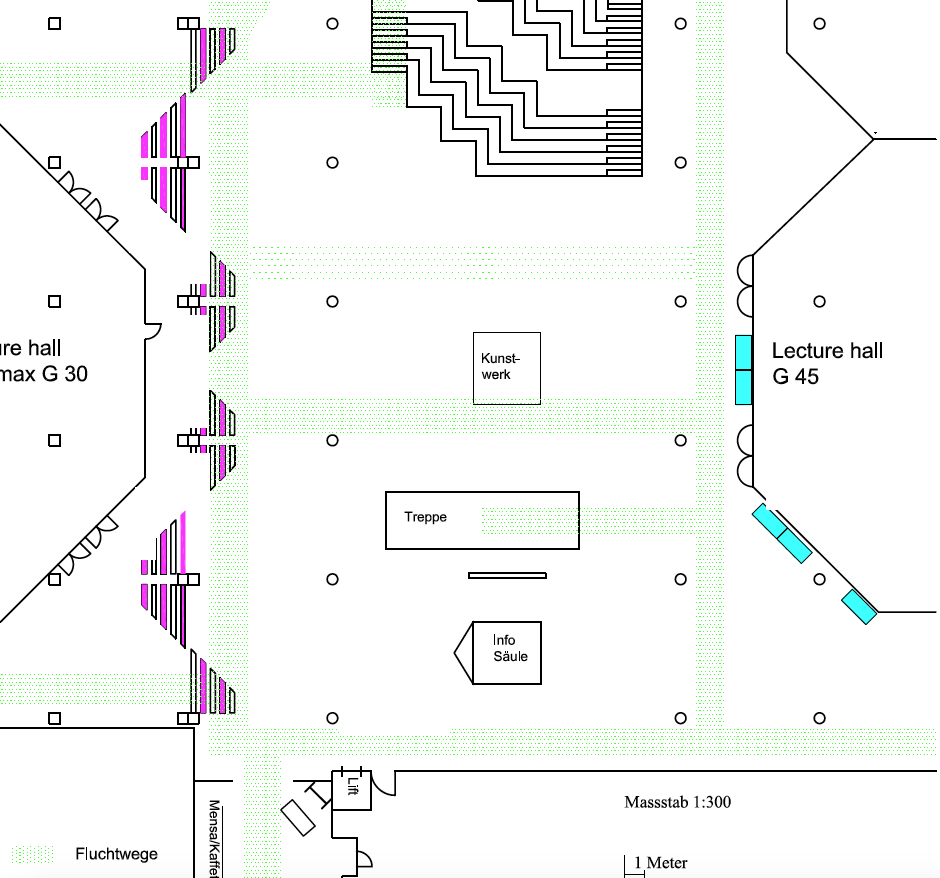 Kunst-
werk
ure hall
max G 30
Lecture hall
G 45
Treppe
Info
Säule
Lift
Mensa/Kaffet
Massstab 1:300
Fluchtwege
1 Meter